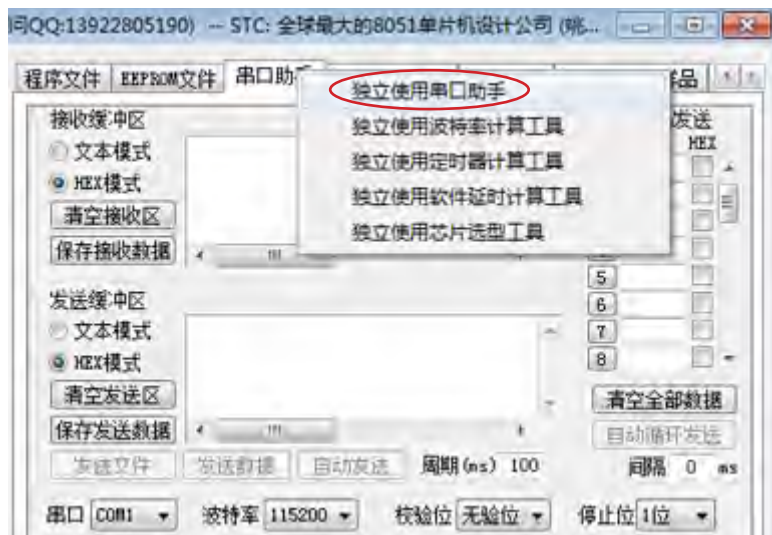 问QQ:13922805190) -- STC: 全球最大的8051单片机设计公司 (姚...
程序文件 EEPROM文件 串口助手
品
独立使用串口助手
独立使用波特率计算工具
独立使用定时器计算工具
独立使用软件延时计算工具
独立使用芯片选型工具
接收缓冲区
文本模式
HEX模式
清空接收区
保存接收数据
发送
HEX
5
6
7
8
发送缓冲区
文本模式
HEX模式
清空发送区
保存发送数据
清空全部数据
自动循环发送
发送文件 发送数据 自动发送 周期(ms) 100
间隔 0 ms
串口 COM1 波特率 115200 校验位 无验位 停止位 1位